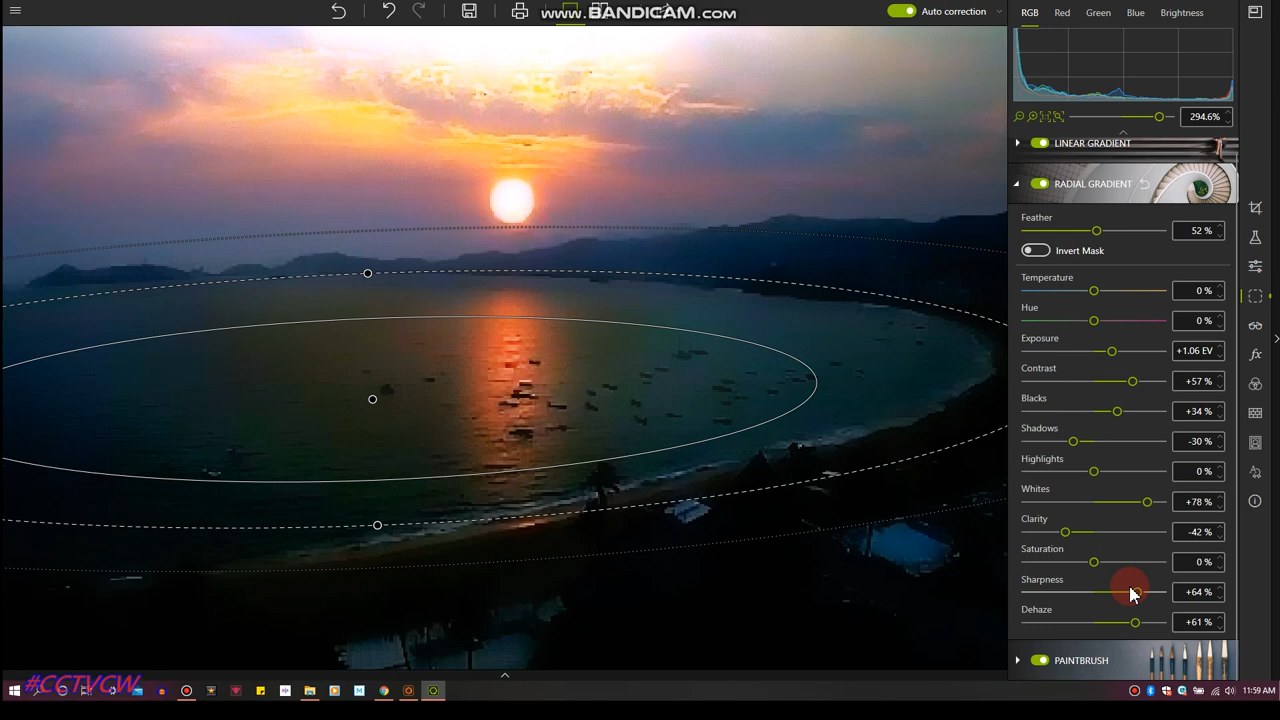 www.BANDICAM.com
Auto correction
RGB Red Green Blue Brightness
294.6%
LINEAR GRADIENT
RADIAL GRADIENT
Feather
52 %
Invert Mask
Temperature
0 %
Hue
0 %
Exposure
+1.06 EV
Contrast
+57 %
Blacks
+34 %
Shadows
-30 %
Highlights
0 %
Whites
+78 %
Clarity
-42 %
Saturation
0 %
Sharpness
+64 %
Dehaze
+61 %
PAINTBRUSH
#CCTVCW
11:59 AM